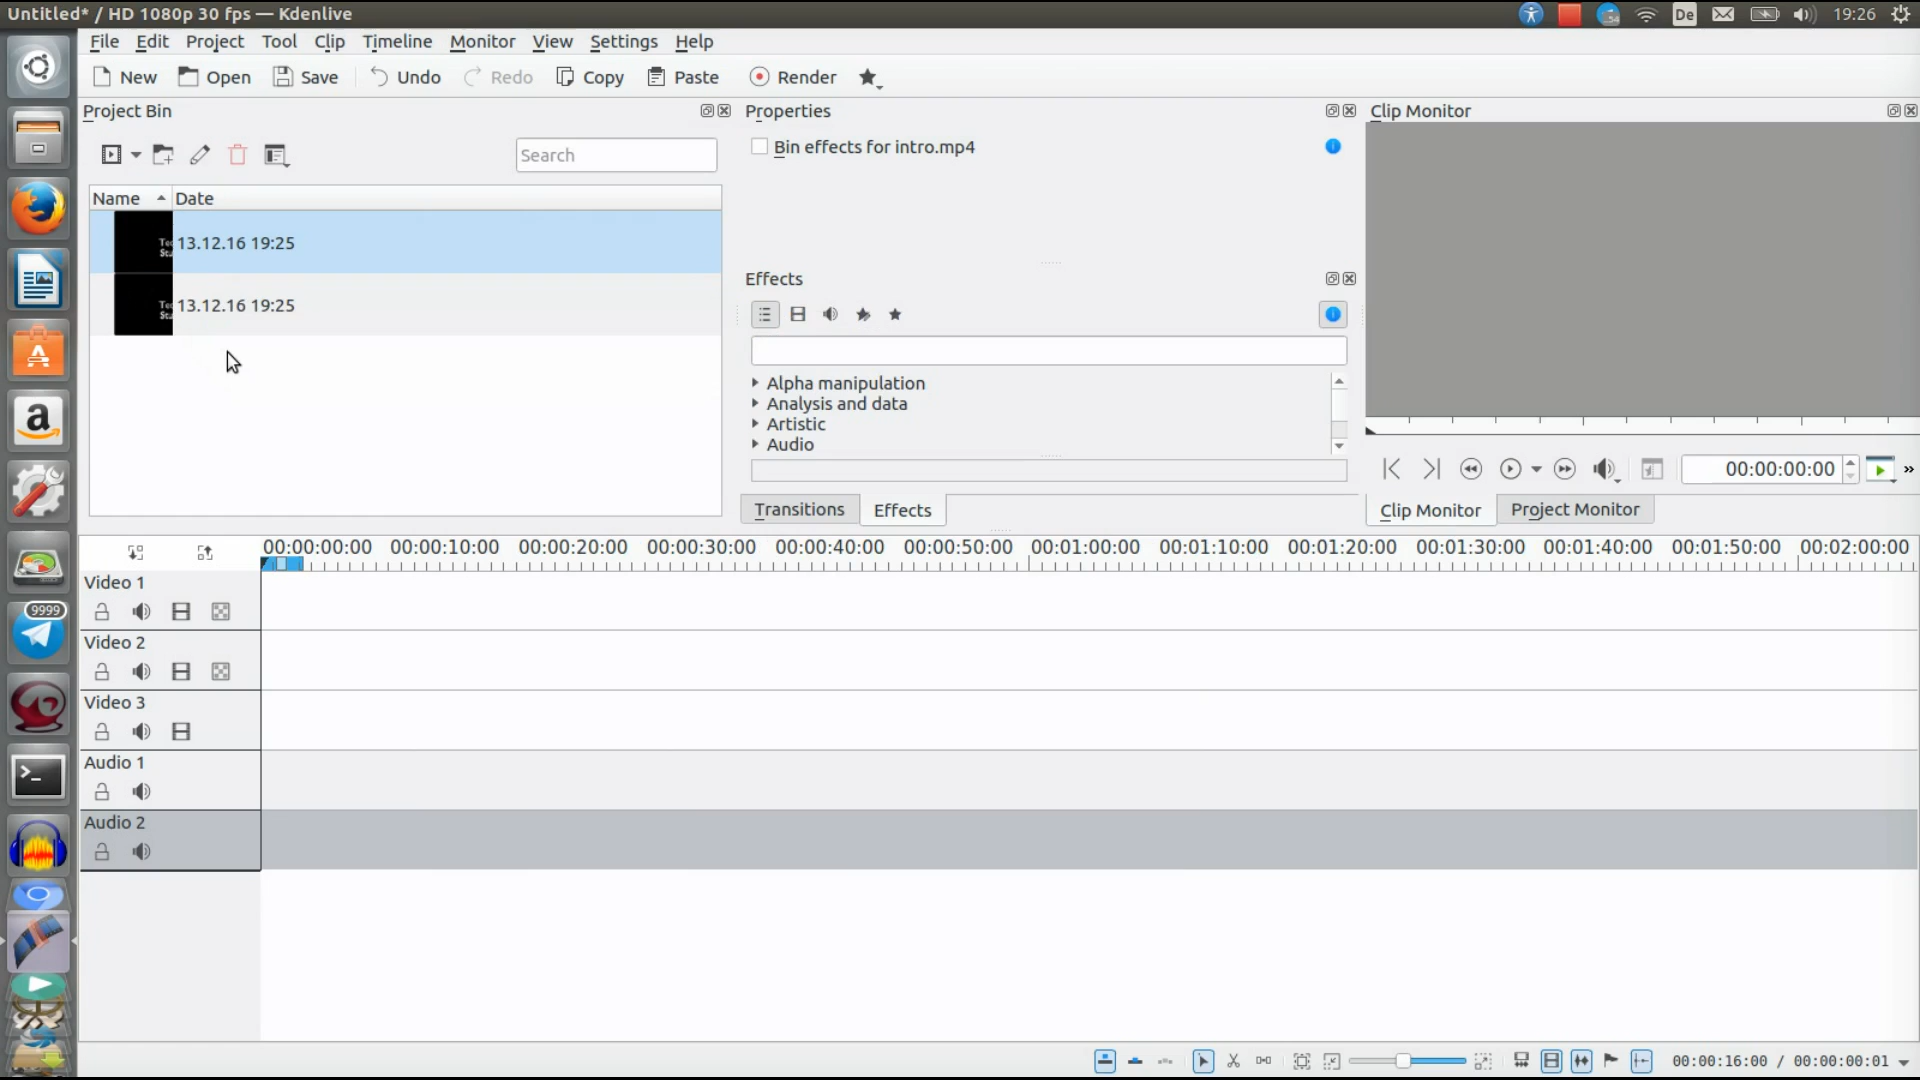 Untitled* / HD 1080p 30 fps — Kdenlive
De
19:26
File Edit Project Tool Clip Timeline Monitor View Settings Help
New Open Save Undo Redo Copy Paste Render
Project Bin
Properties
Clip Monitor
Search
Bin effects for intro.mp4
Name Date
13.12.16 19:25
13.12.16 19:25
Effects
Alpha manipulation
Analysis and data
Artistic
Audio
00:00:00:00
»
Transitions Effects
Clip Monitor Project Monitor
00:00:00:00 00:00:10:00 00:00:20:00 00:00:30:00 00:00:40:00 00:00:50:00 00:01:00:00 00:01:10:00 00:01:20:00 00:01:30:00 00:01:40:00 00:01:50:00 00:02:00:00
Video 1
Video 2
9999
Video 3
Audio 1
Audio 2
00:00:16:00 / 00:00:00:01